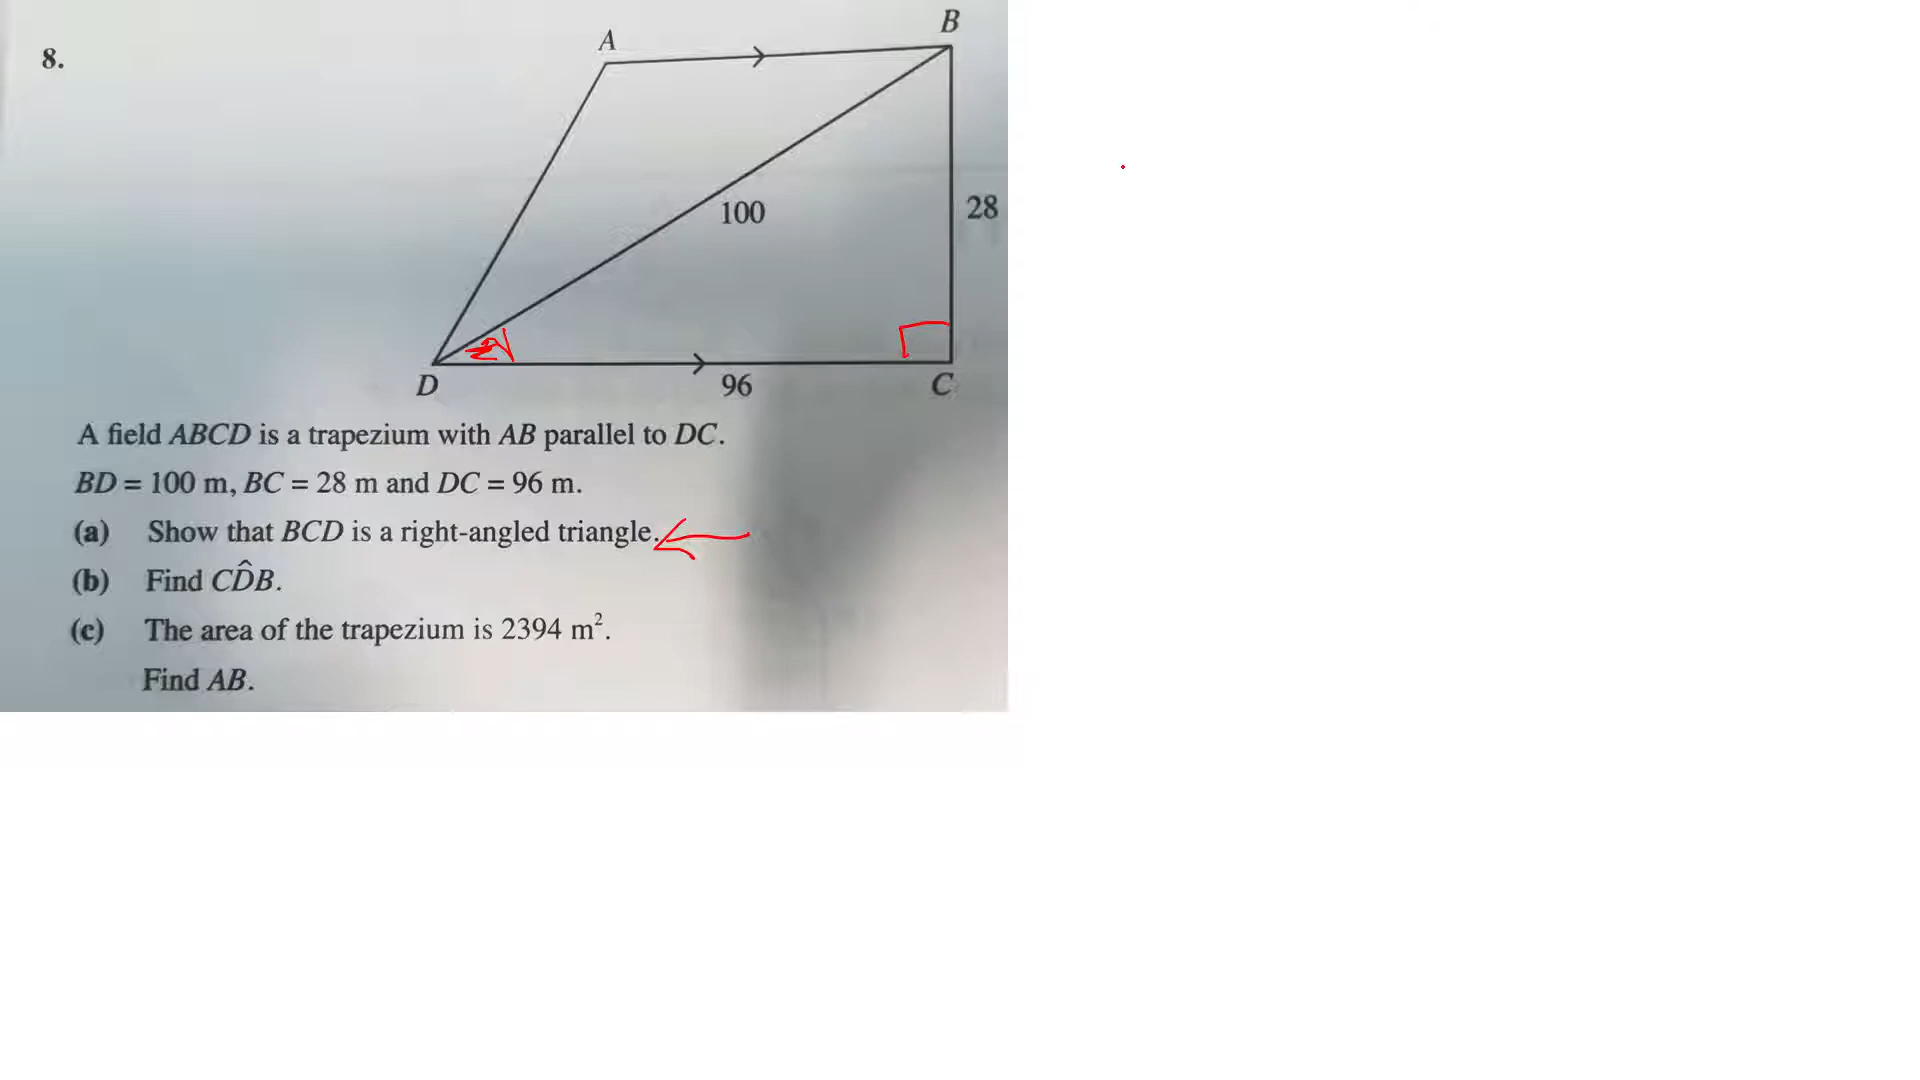 8.
A
B
100
28
D
96
C
A field ABCD is a trapezium with AB parallel to DC.
BD = 100 m, BC = 28 m and DC = 96 m.
(a) Show that BCD is a right-angled triangle.
(b) Find CD̂B.
(c) The area of the trapezium is 2394 m².
Find AB.